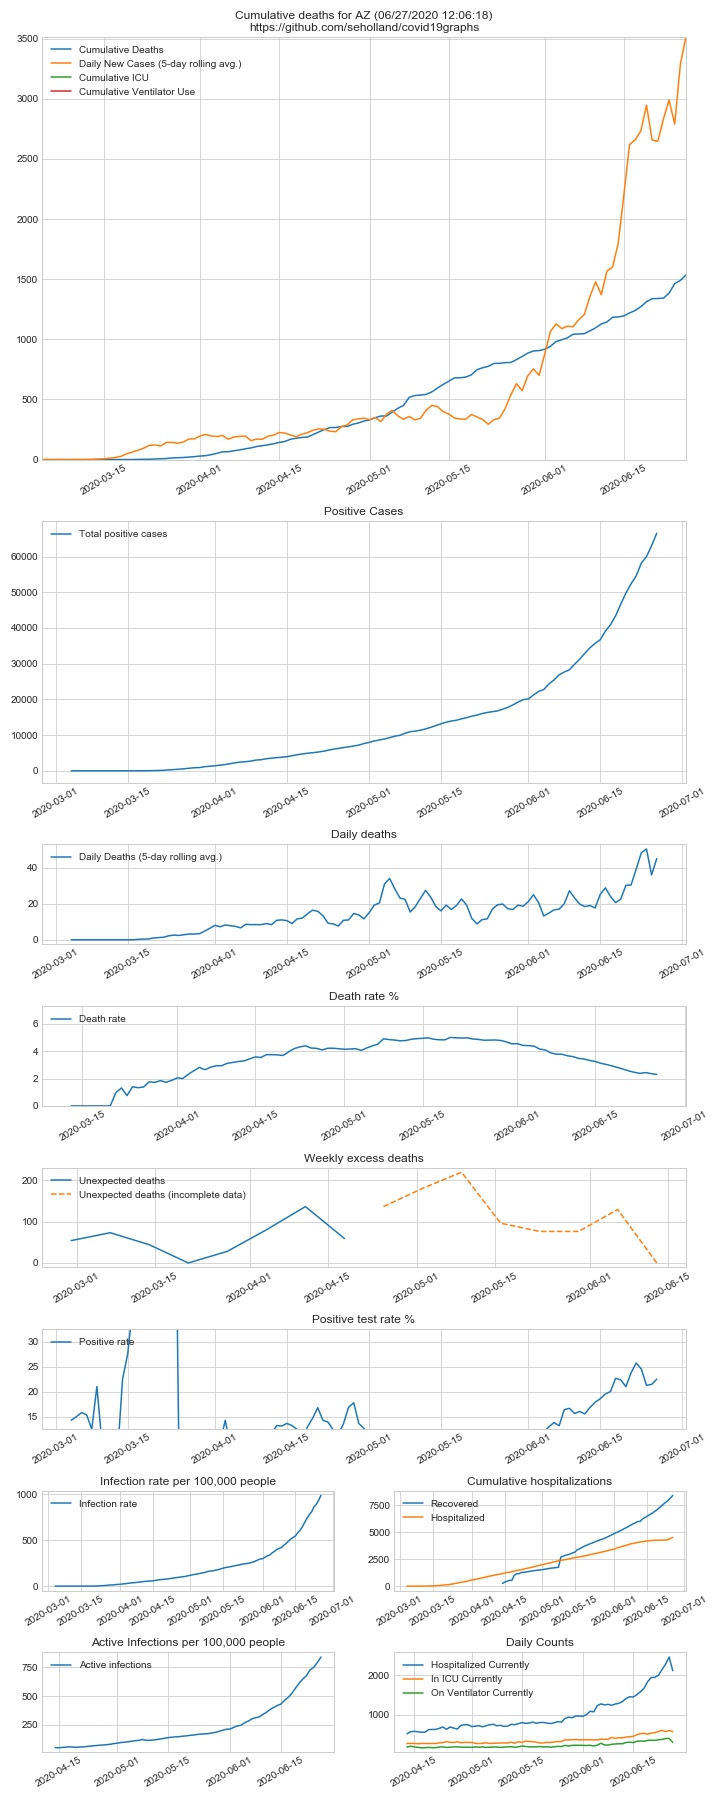 Cumulative deaths for AZ (06/27/2020 12:06:18)
https://github.com/seholland/covid19graphs
Cumulative Deaths
Daily New Cases (5-day rolling avg.)
Cumulative ICU
Cumulative Ventilator Use
3500
3000
2500
2000
1500
1000
500
0
2020-03-15 2020-04-01 2020-04-15 2020-05-01 2020-05-15 2020-06-01 2020-06-15
Positive Cases
Total positive cases
60000
50000
40000
30000
20000
10000
0
2020-03-01 2020-03-15 2020-04-01 2020-04-15 2020-05-01 2020-05-15 2020-06-01 2020-06-15 2020-07-01
Daily deaths
Daily Deaths (5-day rolling avg.)
40
20
0
2020-03-01 2020-03-15 2020-04-01 2020-04-15 2020-05-01 2020-05-15 2020-06-01 2020-06-15 2020-07-01
Death rate %
Death rate
6
4
2
0
2020-03-15 2020-04-01 2020-04-15 2020-05-01 2020-05-15 2020-06-01 2020-06-15 2020-07-01
Weekly excess deaths
Unexpected deaths
Unexpected deaths (incomplete data)
200
100
0
2020-03-01 2020-03-15 2020-04-01 2020-04-15 2020-05-01 2020-05-15 2020-06-01 2020-06-15
Positive test rate %
Positive rate
30
25
20
15
2020-03-01 2020-03-15 2020-04-01 2020-04-15 2020-05-01 2020-05-15 2020-06-01 2020-06-15 2020-07-01
Infection rate per 100,000 people
Infection rate
1000
500
0
2020-03-01 2020-03-15 2020-04-01 2020-04-15 2020-05-01 2020-05-15 2020-06-01 2020-06-15 2020-07-01
Cumulative hospitalizations
Recovered
Hospitalized
7500
5000
2500
0
2020-03-01 2020-03-15 2020-04-01 2020-04-15 2020-05-01 2020-05-15 2020-06-01 2020-06-15 2020-07-01
Active Infections per 100,000 people
Active infections
750
500
250
2020-04-15 2020-05-01 2020-05-15 2020-06-01 2020-06-15
Daily Counts
Hospitalized Currently
In ICU Currently
On Ventilator Currently
2000
1000
2020-04-15 2020-05-01 2020-05-15 2020-06-01 2020-06-15